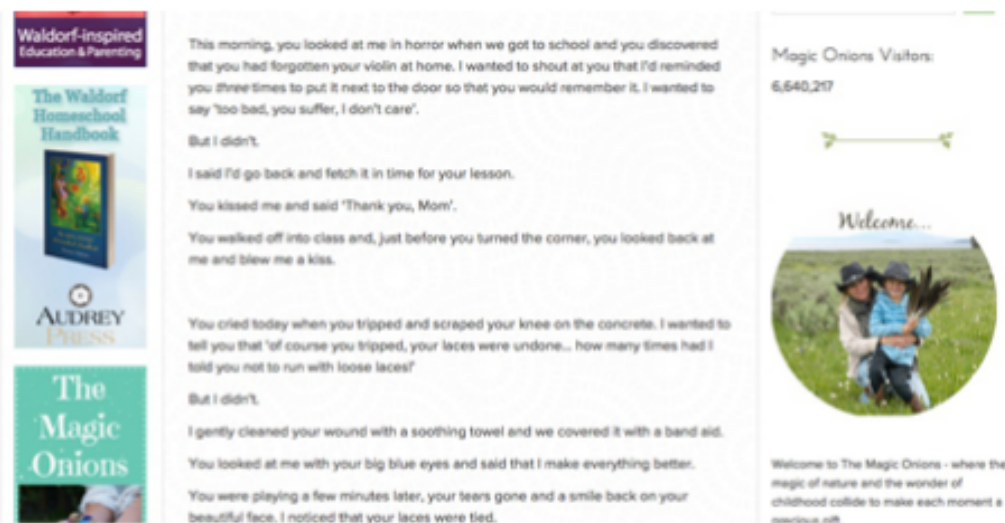 Waldorf-inspired
Education & Parenting
The Waldorf
Homeschool
Handbook
AUDREY
PRESS
The
Magic
Onions
This morning, you looked at me in horror when we got to school and you discovered
that you had forgotten your violin at home. I wanted to shout at you that I'd reminded
you three times to put it next to the door so that you would remember it. I wanted to
say 'too bad, you suffer, I don't care'.
But I didn't.
I said I'd go back and fetch it in time for your lesson.
You kissed me and said 'Thank you, Mom'.
You walked off into class and, just before you turned the corner, you looked back at
me and blew me a kiss.
You cried today when you tripped and scraped your knee on the concrete. I wanted to
tell you that 'of course you tripped, your laces were undone... how many times had I
told you not to run with loose laces!'
But I didn't.
I gently cleaned your wound with a soothing towel and we covered it with a band aid.
You looked at me with your big blue eyes and said that I make everything better.
You were playing a few minutes later, your tears gone and a smile back on your
beautiful face. I noticed that your laces were tied.
Magic Onions Visitors:
6,640,217
Welcome...
Welcome to The Magic Onions - where the
magic of nature and the wonder of
childhood collide to make each moment a
precious gift.